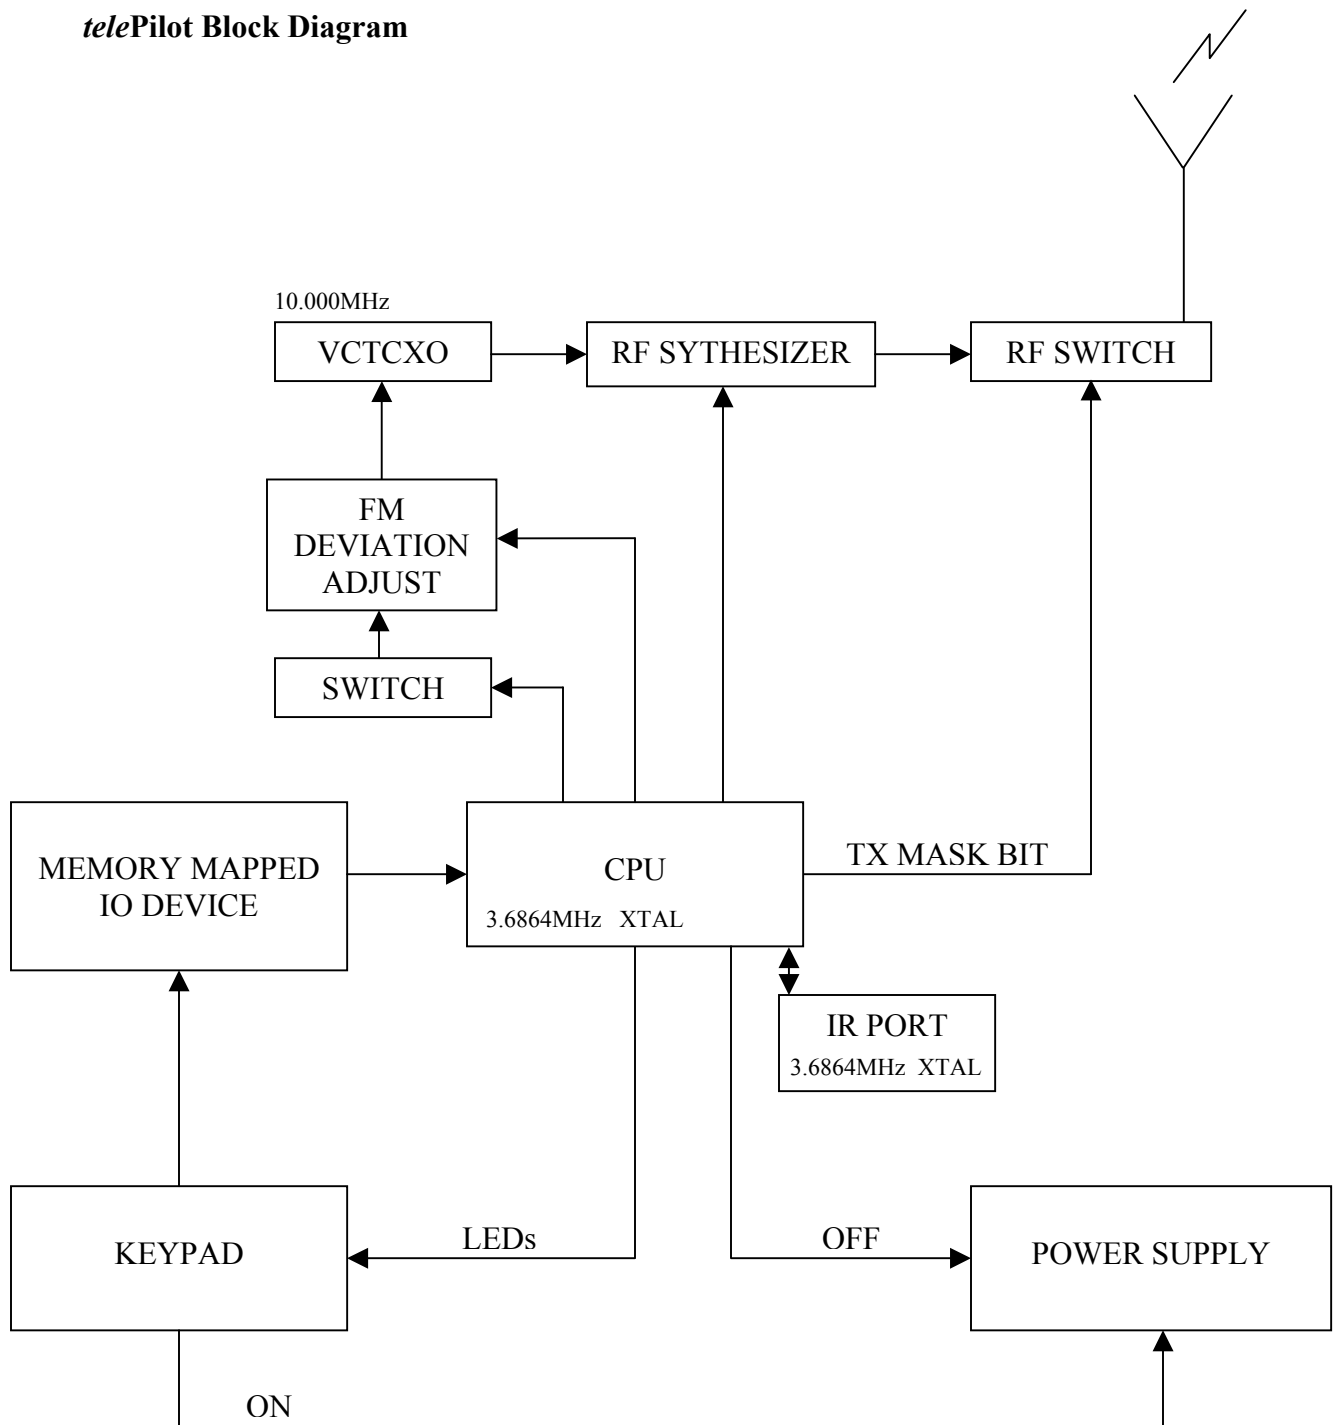 telePilot Block Diagram
10.000MHz
VCTCXO
RF SYTHESIZER
RF SWITCH
FM
DEVIATION
ADJUST
SWITCH
MEMORY MAPPED
IO DEVICE
CPU
3.6864MHz XTAL
TX MASK BIT
IR PORT
3.6864MHz XTAL
KEYPAD
LEDs
OFF
POWER SUPPLY
ON